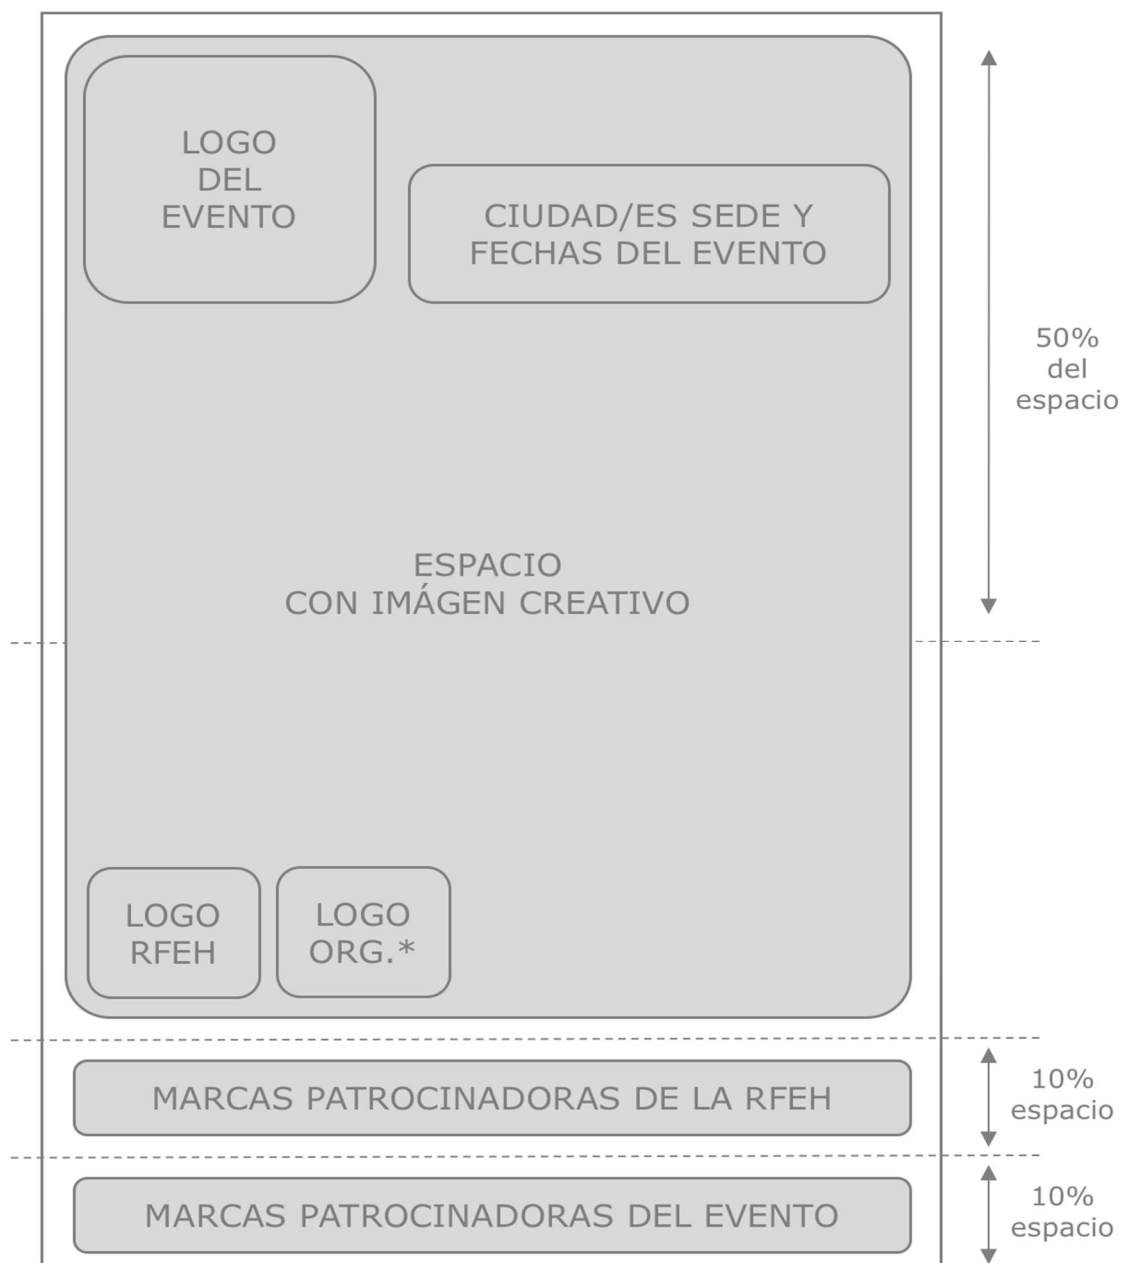 LOGO
DEL
EVENTO
CIUDAD/ES SEDE Y
FECHAS DEL EVENTO
50%
del
espacio
ESPACIO
CON IMÁGEN CREATIVO
LOGO
RFEH
LOGO
ORG.*
MARCAS PATROCINADORAS DE LA RFEH
10%
espacio
MARCAS PATROCINADORAS DEL EVENTO
10%
espacio